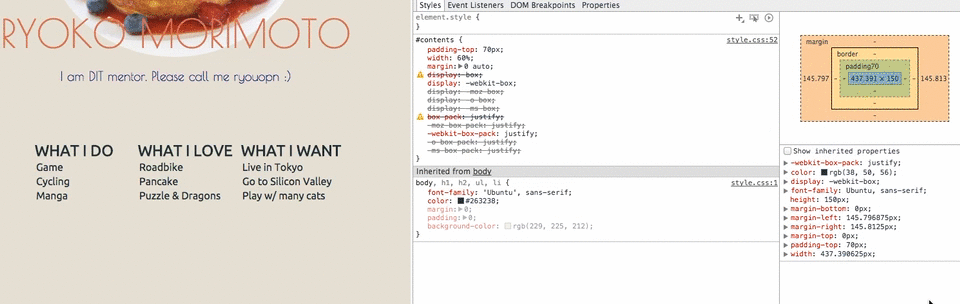 RYOKO MORIMOTO
I am DIT mentor. Please call me ryouopn :)
WHAT I DO WHAT I LOVE WHAT I WANT
Game Roadbike Live in Tokyo
Cycling Pancake Go to Silicon Valley
Manga Puzzle & Dragons Play w/ many cats
Styles Event Listeners DOM Breakpoints Properties
element.style {
}
#contents { style.css:52
padding-top: 70px;
width: 60%;
margin: 0 auto;
display: box;
display: -webkit-box;
display: -moz-box;
display: -o-box;
display: -ms-box;
box-pack: justify;
-moz-box-pack: justify;
-webkit-box-pack: justify;
-o-box-pack: justify;
-ms-box-pack: justify;
}
Inherited from body
body, h1, h2, ul, li { style.css:1
font-family: 'Ubuntu', sans-serif;
color: #263238;
margin: 0;
padding: 0;
background-color: rgb(229, 225, 212);
}
margin -
border -
padding70
145.797 - - 437.391 × 150 - - 145.813
-
-
-
Show inherited properties
-webkit-box-pack: justify;
color: rgb(38, 50, 56);
display: -webkit-box;
font-family: Ubuntu, sans-serif;
height: 150px;
margin-bottom: 0px;
margin-left: 145.796875px;
margin-right: 145.8125px;
margin-top: 0px;
padding-top: 70px;
width: 437.390625px;